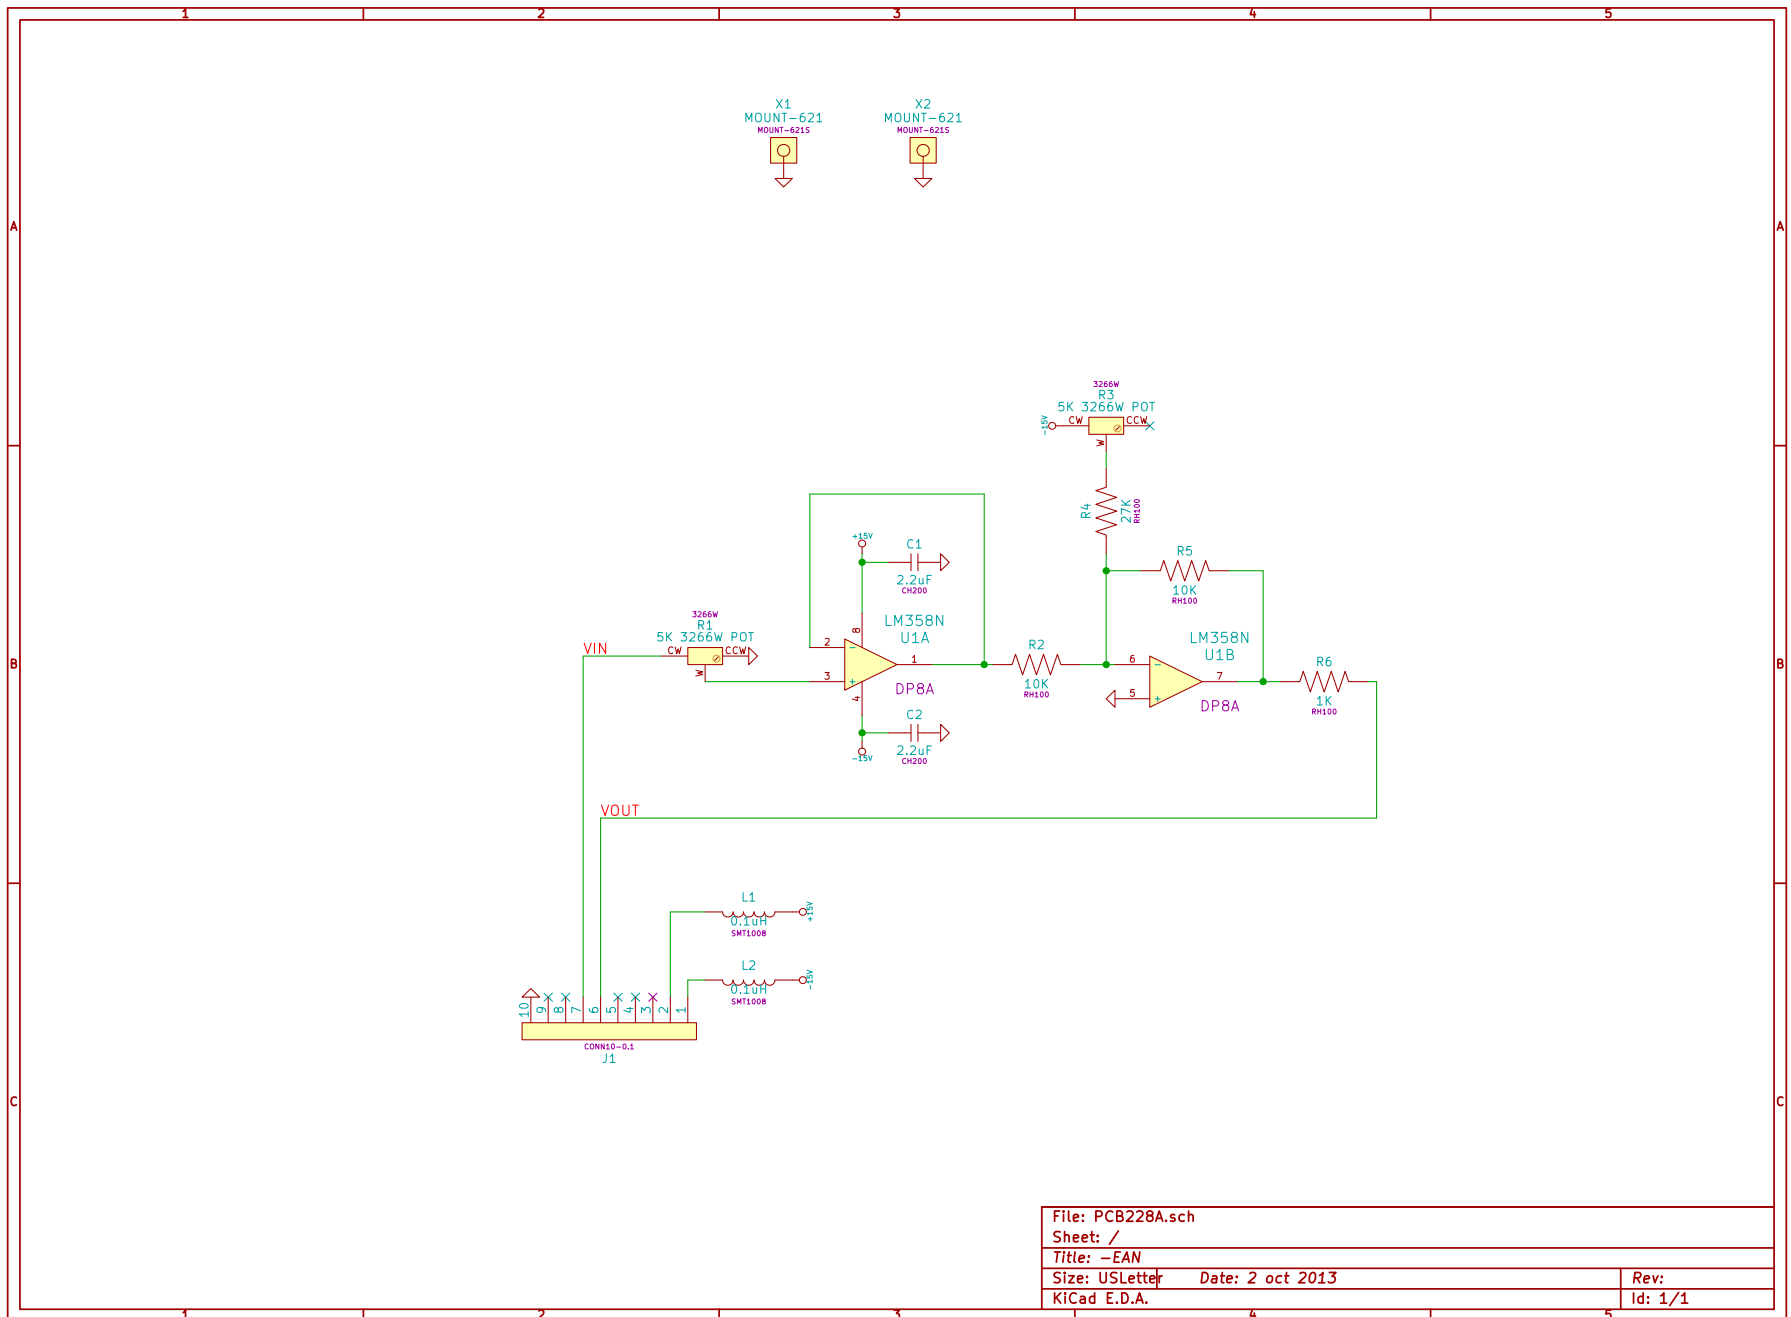 1 2 3 4 5
X1
MOUNT-621
MOUNT-621S
X2
MOUNT-621
MOUNT-621S
A A
3266W
R3
5K 3266W POT
-15V CW CCW
W
R4
27K
RH100
+15V
C1
2.2uF
CH200
R5
10K
RH100
3266W
R1
5K 3266W POT
VIN
CW CCW
W
8
LM358N
U1A
2
−
1
3
+
4
DP8A
R2
10K
RH100
LM358N
U1B
6
−
7
5
+
DP8A
R6
1K
RH100
B B
C2
2.2uF
CH200
-15V
VOUT
L1
0.1uH
SMT1008
+15V
L2
0.1uH
SMT1008
-15V
10 9 8 7 6 5 4 3 2 1
CONN10-0.1
J1
C C
File: PCB228A.sch
Sheet: /
Title: -EAN
Size: USLetter Date: 2 oct 2013 Rev:
KiCad E.D.A. Id: 1/1
1 2 3 4 5